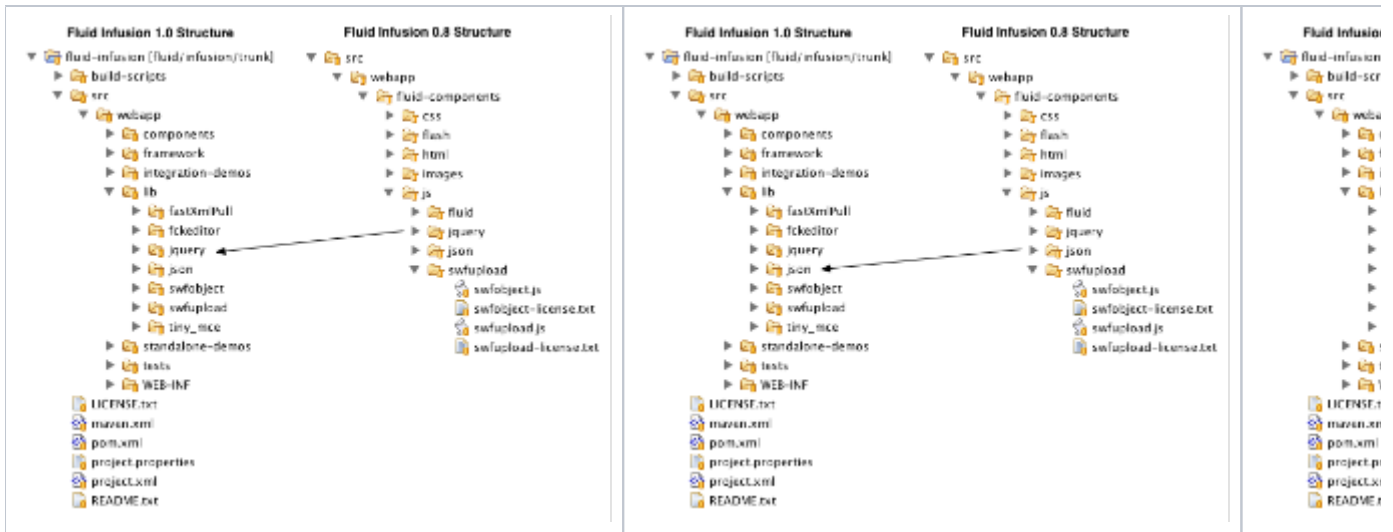 Fluid Infusion 1.0 Structure
fluid-infusion [fluid/infusion/trunk]
build-scripts
src
webapp
components
framework
integration-demos
lib
fastXmlPull
fckeditor
jquery
json
swfobject
swfupload
tiny_mce
standalone-demos
tests
WEB-INF
LICENSE.txt
maven.xml
pom.xml
project.properties
project.xml
README.txt
Fluid Infusion 0.8 Structure
src
webapp
fluid-components
css
flash
html
images
js
fluid
jquery
json
swfupload
swfobject.js
swfobject-license.txt
swfupload.js
swfupload-license.txt
Fluid Infusion 1.0 Structure
fluid-infusion [fluid/infusion/trunk]
build-scripts
src
webapp
components
framework
integration-demos
lib
fastXmlPull
fckeditor
jquery
json
swfobject
swfupload
tiny_mce
standalone-demos
tests
WEB-INF
LICENSE.txt
maven.xml
pom.xml
project.properties
project.xml
README.txt
Fluid Infusion 0.8 Structure
src
webapp
fluid-components
css
flash
html
images
js
fluid
jquery
json
swfupload
swfobject.js
swfobject-license.txt
swfupload.js
swfupload-license.txt
Fluid
fluid-infusion
src
pom.xml